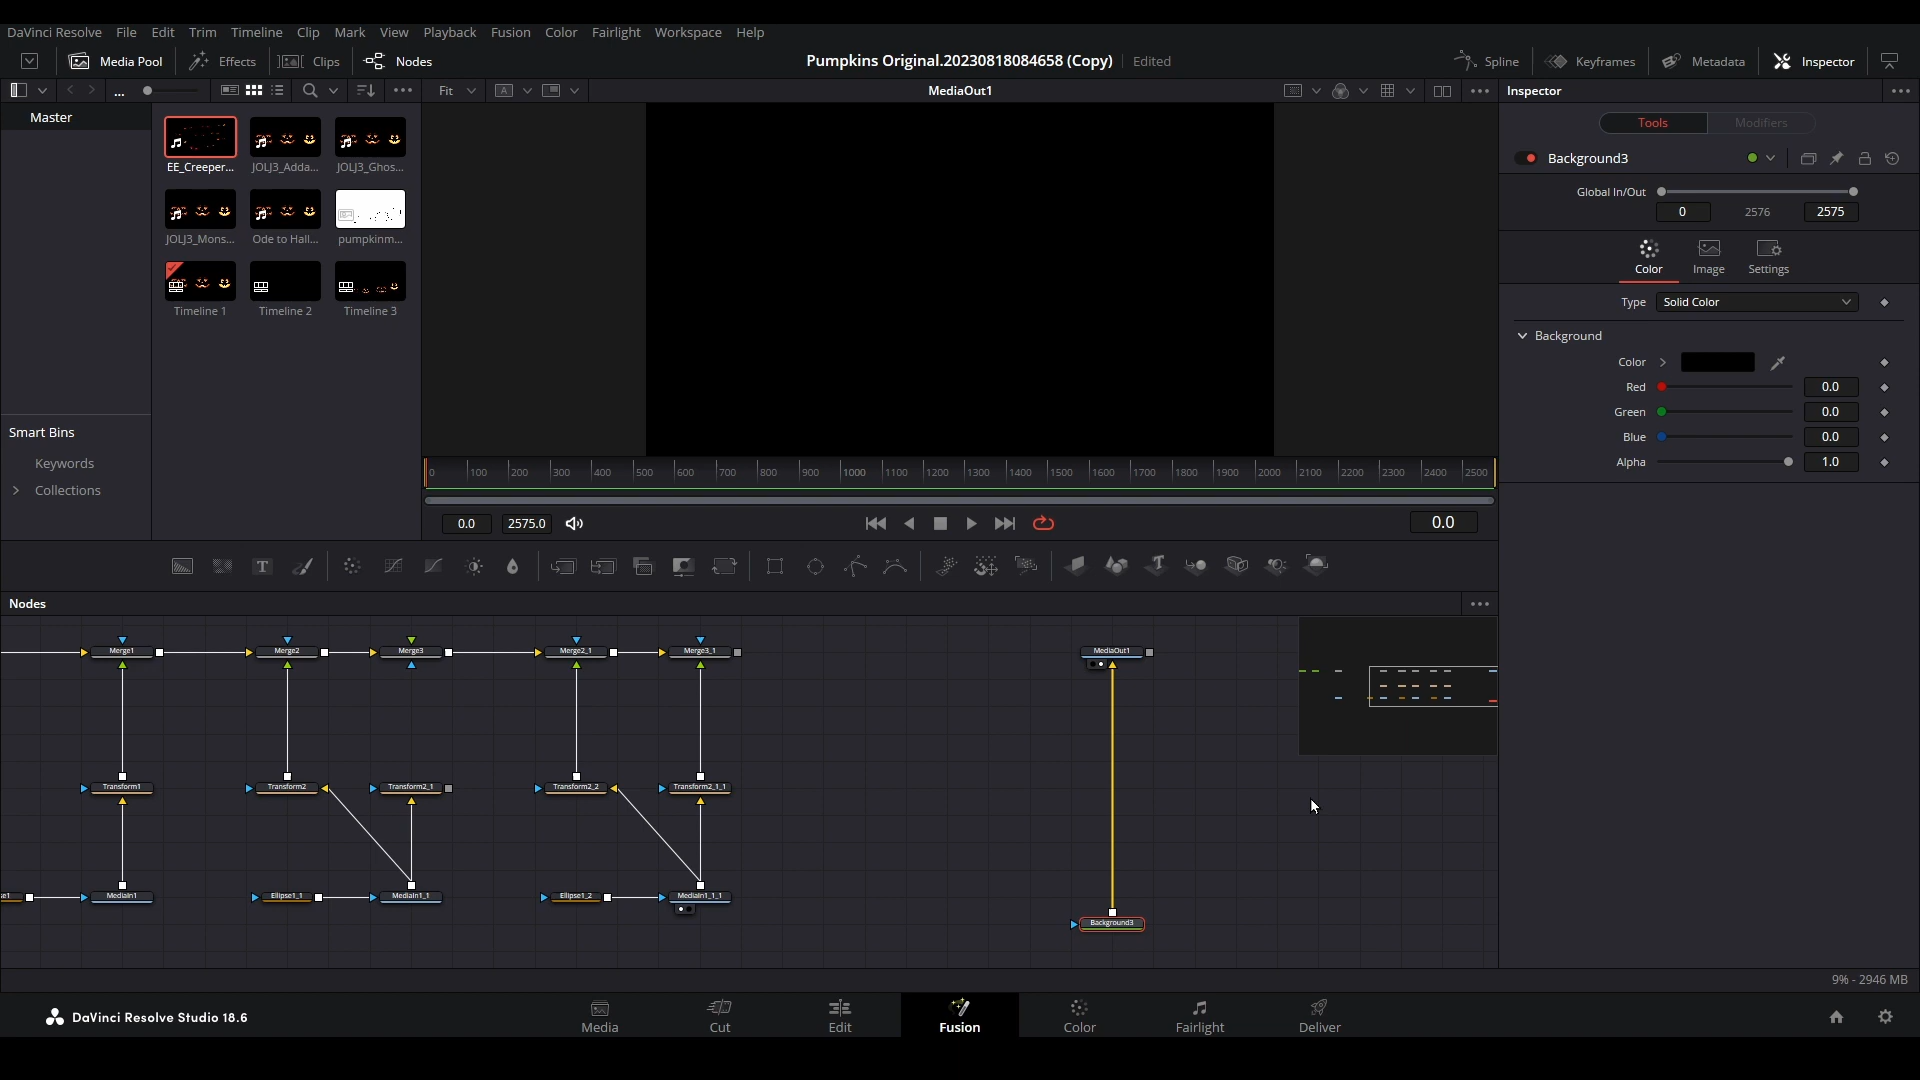 DaVinci Resolve File Edit Trim Timeline Clip Mark View Playback Fusion Color Fairlight Workspace Help
Media Pool Effects Clips Nodes Pumpkins Original.20230818084658 (Copy) Edited Spline Keyframes Metadata Inspector
... Fit A MediaOut1 Inspector
Master
Tools Modifiers
EE_Creeper... JOLJ3_Adda... JOLJ3_Ghos...
Background3
Global In/Out
0 2576 2575
JOLJ3_Mons... Ode to Hall... pumpkinm...
Color Image Settings
Type Solid Color
Timeline 1 Timeline 2 Timeline 3
Background
Color
Red 0.0
Green 0.0
Blue 0.0
Alpha 1.0
Smart Bins
Keywords
Collections
0 100 200 300 400 500 600 700 800 900 1000 1100 1200 1300 1400 1500 1600 1700 1800 1900 2000 2100 2200 2300 2400 2500
0.0 2575.0 0.0
T T
Nodes
Merge1 Merge2 Merge3 Merge2_1 Merge3_1 MediaOut1
Transform1 Transform2 Transform2_1 Transform2_2 Transform2_1_1
se1 MediaIn1 Ellipse1_1 MediaIn1_1 Ellipse1_2 MediaIn1_1_1
Background3
9% - 2946 MB
DaVinci Resolve Studio 18.6
Media Cut Edit Fusion Color Fairlight Deliver